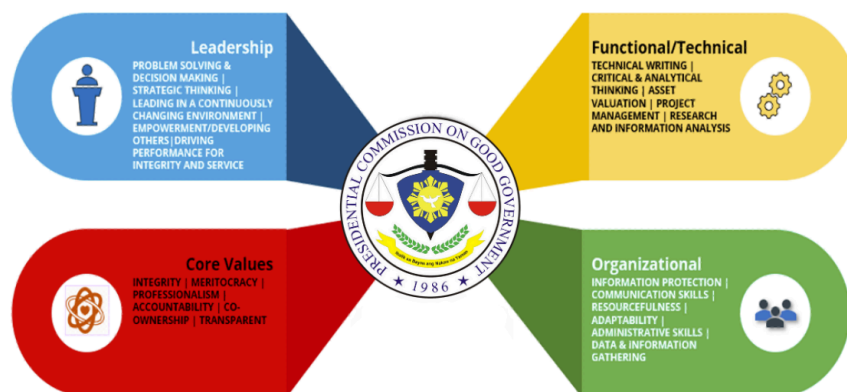 Leadership
PROBLEM SOLVING &
DECISION MAKING |
STRATEGIC THINKING |
LEADING IN A CONTINUOUSLY
CHANGING ENVIRONMENT |
EMPOWERMENT/DEVELOPING
OTHERS|DRIVING
PERFORMANCE FOR
INTEGRITY AND SERVICE
Functional/Technical
TECHNICAL WRITING |
CRITICAL & ANALYTICAL
THINKING | ASSET
VALUATION | PROJECT
MANAGEMENT | RESEARCH
AND INFORMATION ANALYSIS
PRESIDENTIAL COMMISSION ON GOOD GOVERNMENT
★ 1986 ★
Core Values
INTEGRITY | MERITOCRACY |
PROFESSIONALISM |
ACCOUNTABILITY | CO-
OWNERSHIP | TRANSPARENT
Organizational
INFORMATION PROTECTION |
COMMUNICATION SKILLS |
RESOURCEFULNESS |
ADAPTABILITY |
ADMINISTRATIVE SKILLS |
DATA & INFORMATION
GATHERING